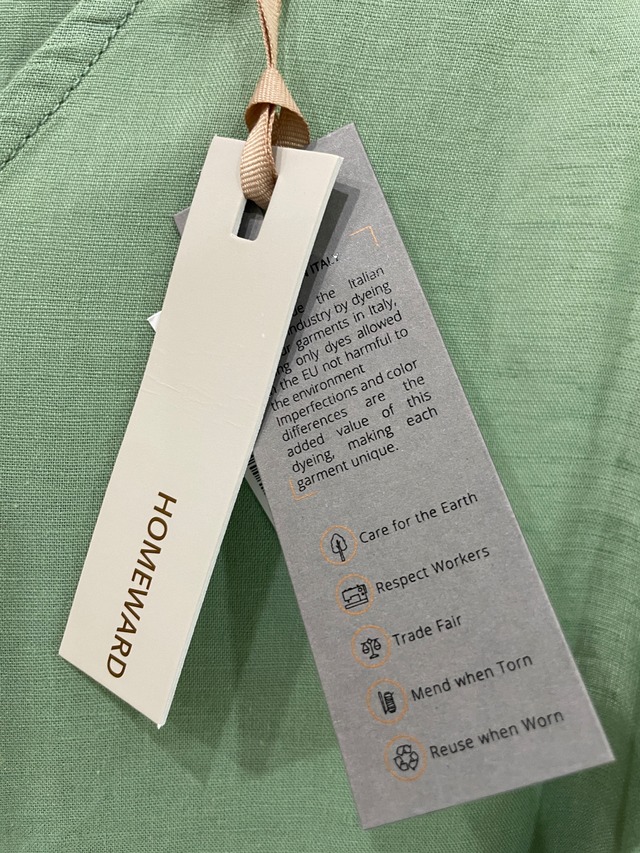 HOMEWARD
ITALY
the Italian
industry by dyeing
garments in Italy,
only dyes allowed
the EU not harmful to
the environment
Imperfections and color
differences are the
added value of this
dyeing, making each
garment unique.
Care for the Earth
Respect Workers
Trade Fair
Mend when Torn
Reuse when Worn